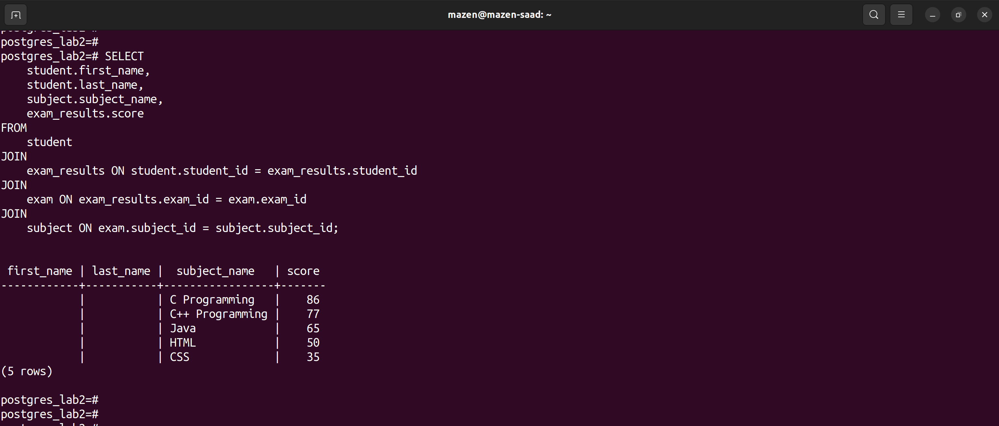 mazen@mazen-saad: ~
postgres_lab2=#
postgres_lab2=# SELECT
    student.first_name,
    student.last_name,
    subject.subject_name,
    exam_results.score
FROM
    student
JOIN
    exam_results ON student.student_id = exam_results.student_id
JOIN
    exam ON exam_results.exam_id = exam.exam_id
JOIN
    subject ON exam.subject_id = subject.subject_id;
 first_name | last_name |  subject_name   | score
------------+-----------+-----------------+-------
            |           | C Programming   |    86
            |           | C++ Programming |    77
            |           | Java            |    65
            |           | HTML            |    50
            |           | CSS             |    35
(5 rows)
postgres_lab2=#
postgres_lab2=#